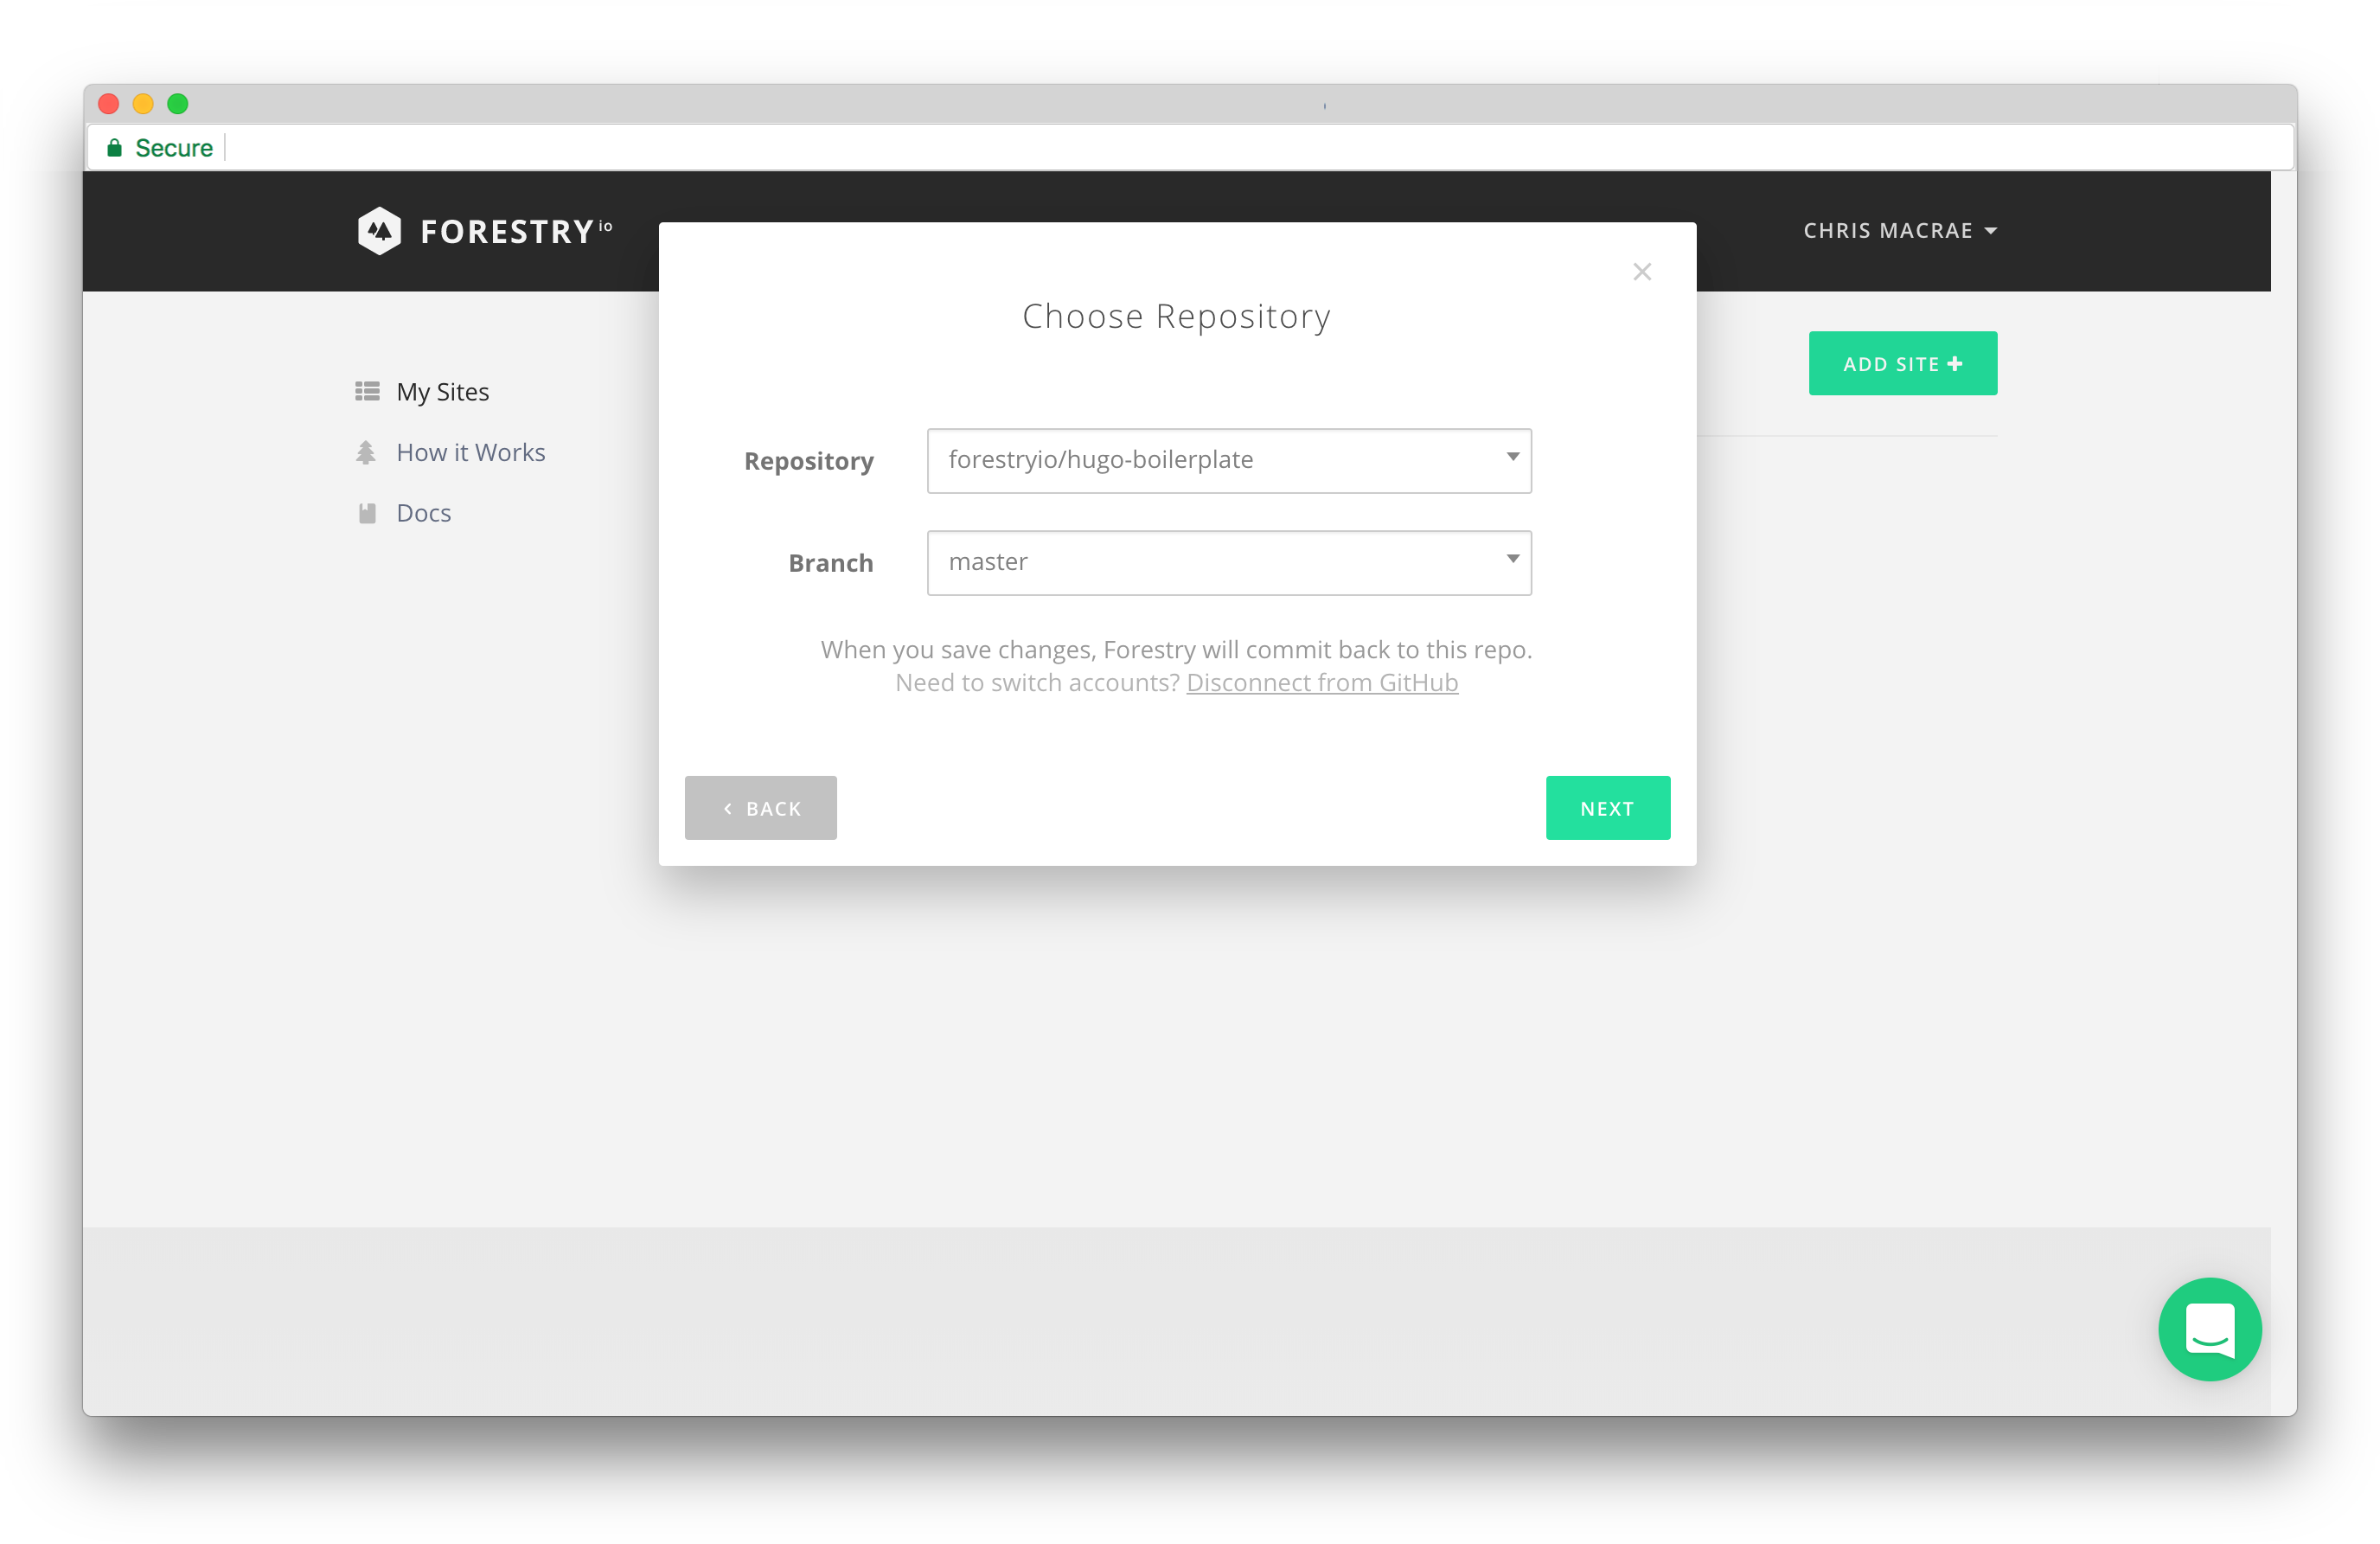 Secure
FORESTRY io
CHRIS MACRAE
Choose Repository
ADD SITE
My Sites
How it Works
Docs
Repository
forestryio/hugo-boilerplate
Branch
master
When you save changes, Forestry will commit back to this repo.
Need to switch accounts? Disconnect from GitHub
BACK
NEXT